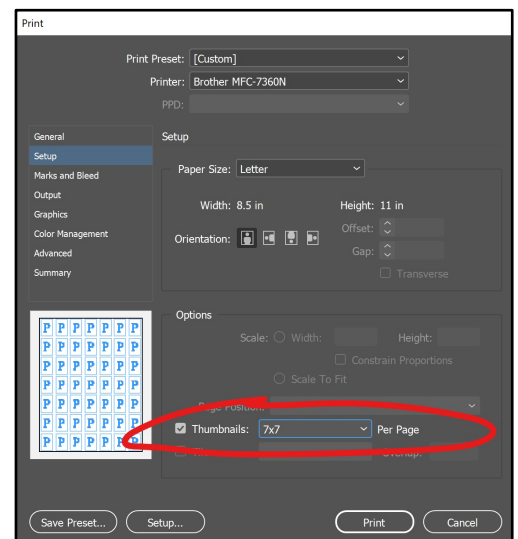 Print
Print Preset: [Custom]
Printer: Brother MFC-7360N
PPD:
General
Setup
Marks and Bleed
Output
Graphics
Color Management
Advanced
Summary
Setup
Paper Size: Letter
Width: 8.5 in Height: 11 in
Orientation: Offset:
Gap:
Transverse
Options
Scale: Width: Height:
Constrain Proportions
Scale To Fit
Page Position:
Thumbnails: 7x7 Per Page
Overlap:
P P P P P P P
P P P P P P P
P P P P P P P
P P P P P P P
P P P P P P P
P P P P P P P
P P P P P P P
Save Preset... Setup... Print Cancel